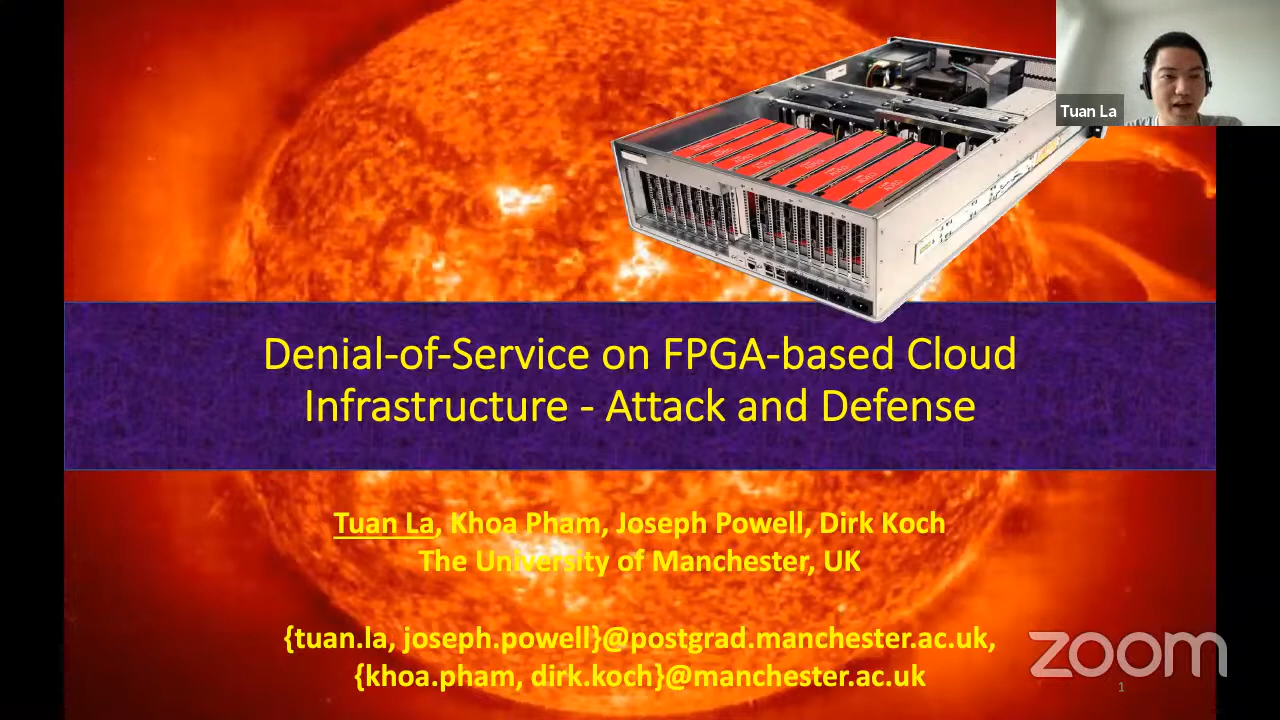 Tuan La
Denial-of-Service on FPGA-based Cloud
Infrastructure - Attack and Defense
Tuan La, Khoa Pham, Joseph Powell, Dirk Koch
The University of Manchester, UK
{tuan.la, joseph.powell}@postgrad.manchester.ac.uk,
{khoa.pham, dirk.koch}@manchester.ac.uk
zoom
1